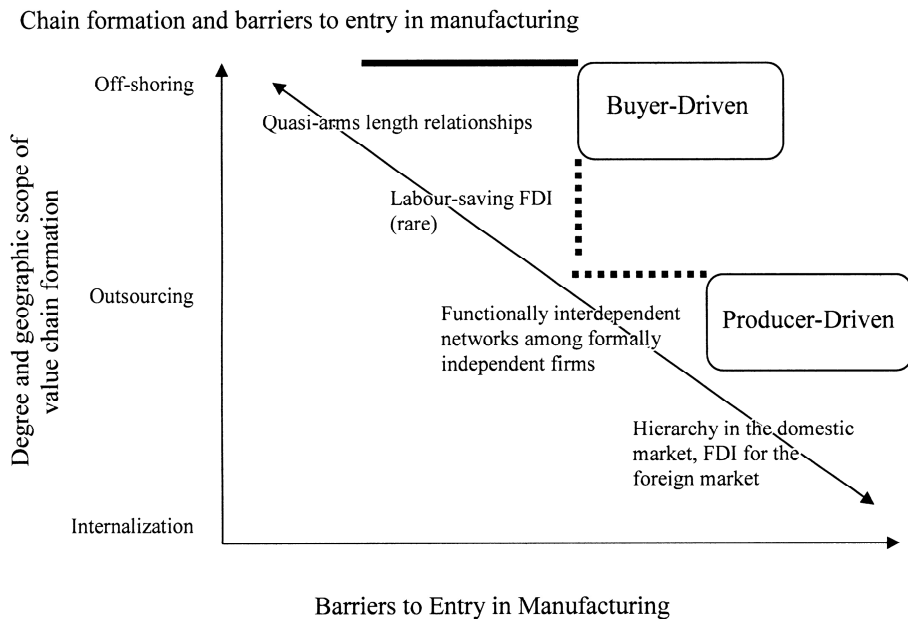 Chain formation and barriers to entry in manufacturing
Off-shoring
Buyer-Driven
Quasi-arms length relationships
Labour-saving FDI
(rare)
Degree and geographic scope of
value chain formation
Outsourcing
Functionally interdependent
networks among formally
independent firms
Producer-Driven
Hierarchy in the domestic
market, FDI for the
foreign market
Internalization
Barriers to Entry in Manufacturing